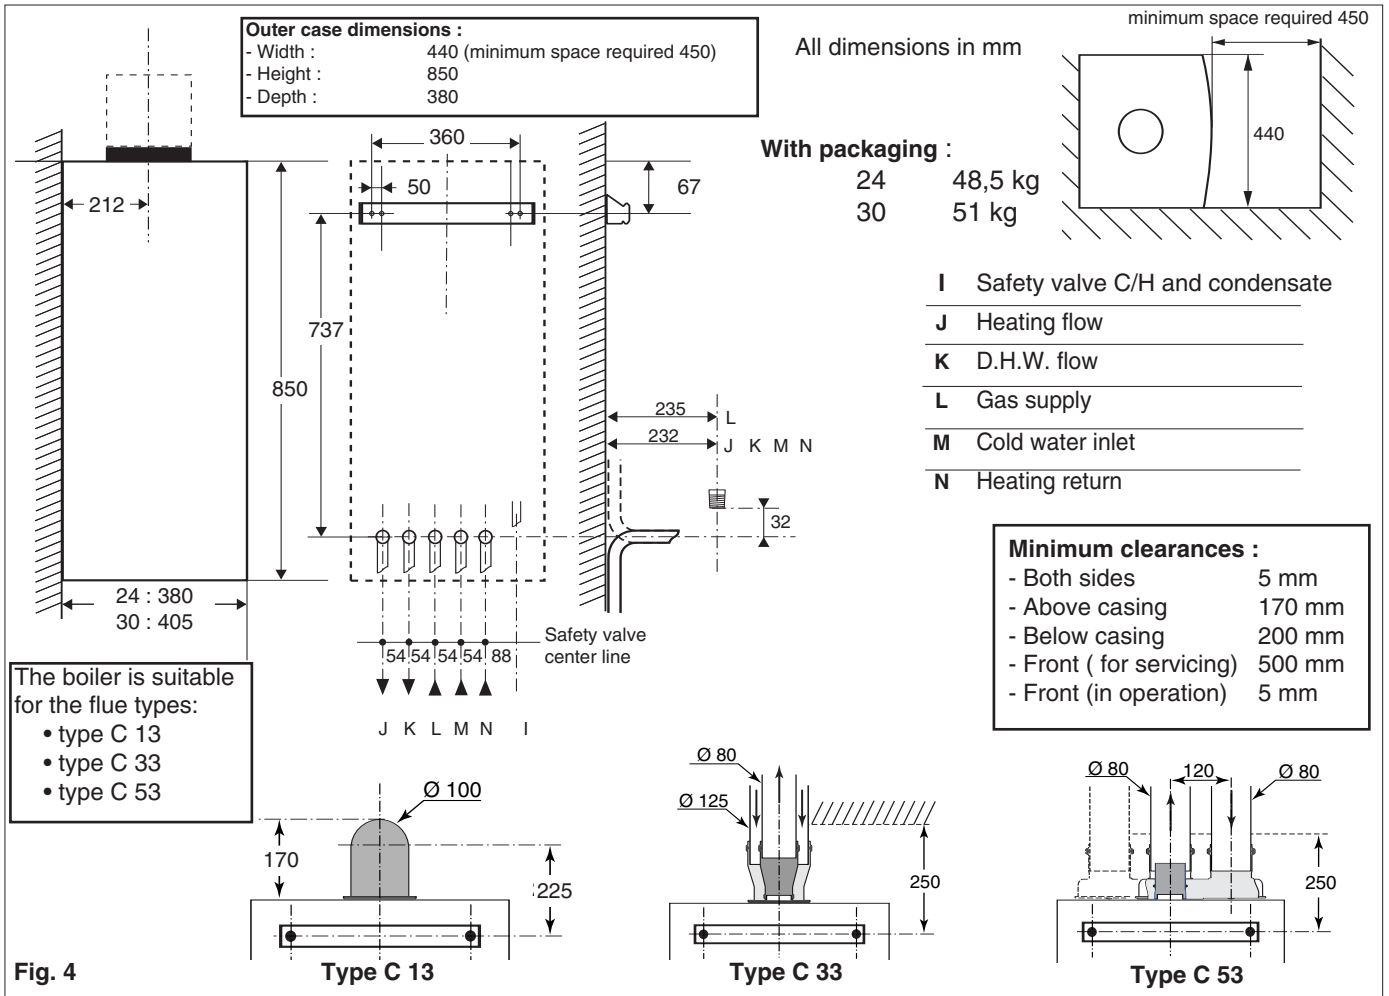 Outer case dimensions :
- Width : 440 (minimum space required 450)
- Height : 850
- Depth : 380
All dimensions in mm
minimum space required 450
440
With packaging :
24 48,5 kg
30 51 kg
212
850
24 : 380
30 : 405
360
50
67
737
235 L
232 J K M N
32
54 54 54 54 88
Safety valve
center line
J K L M N I
I Safety valve C/H and condensate
J Heating flow
K D.H.W. flow
L Gas supply
M Cold water inlet
N Heating return
Minimum clearances :
- Both sides 5 mm
- Above casing 170 mm
- Below casing 200 mm
- Front ( for servicing) 500 mm
- Front (in operation) 5 mm
The boiler is suitable
for the flue types:
• type C 13
• type C 33
• type C 53
Ø 100
170
225
Type C 13
Ø 80
Ø 125
250
Type C 33
Ø 80 120 Ø 80
250
Type C 53
Fig. 4